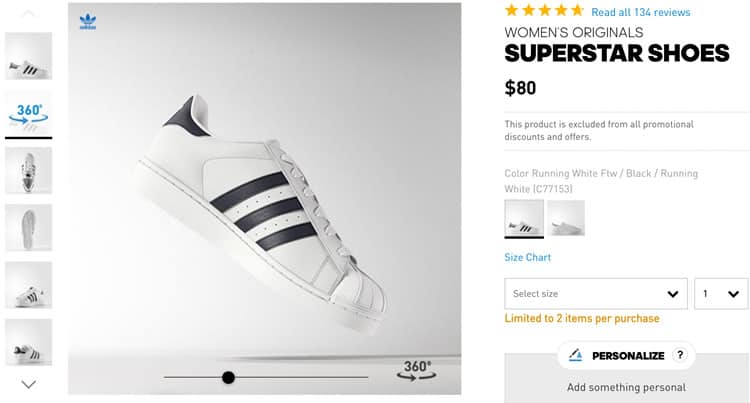 360°
adidas
360°
Read all 134 reviews
WOMEN'S ORIGINALS
SUPERSTAR SHOES
$80
This product is excluded from all promotional
discounts and offers.
Color Running White Ftw / Black / Running
White (C77153)
Size Chart
Select size
1
Limited to 2 items per purchase
PERSONALIZE ?
Add something personal